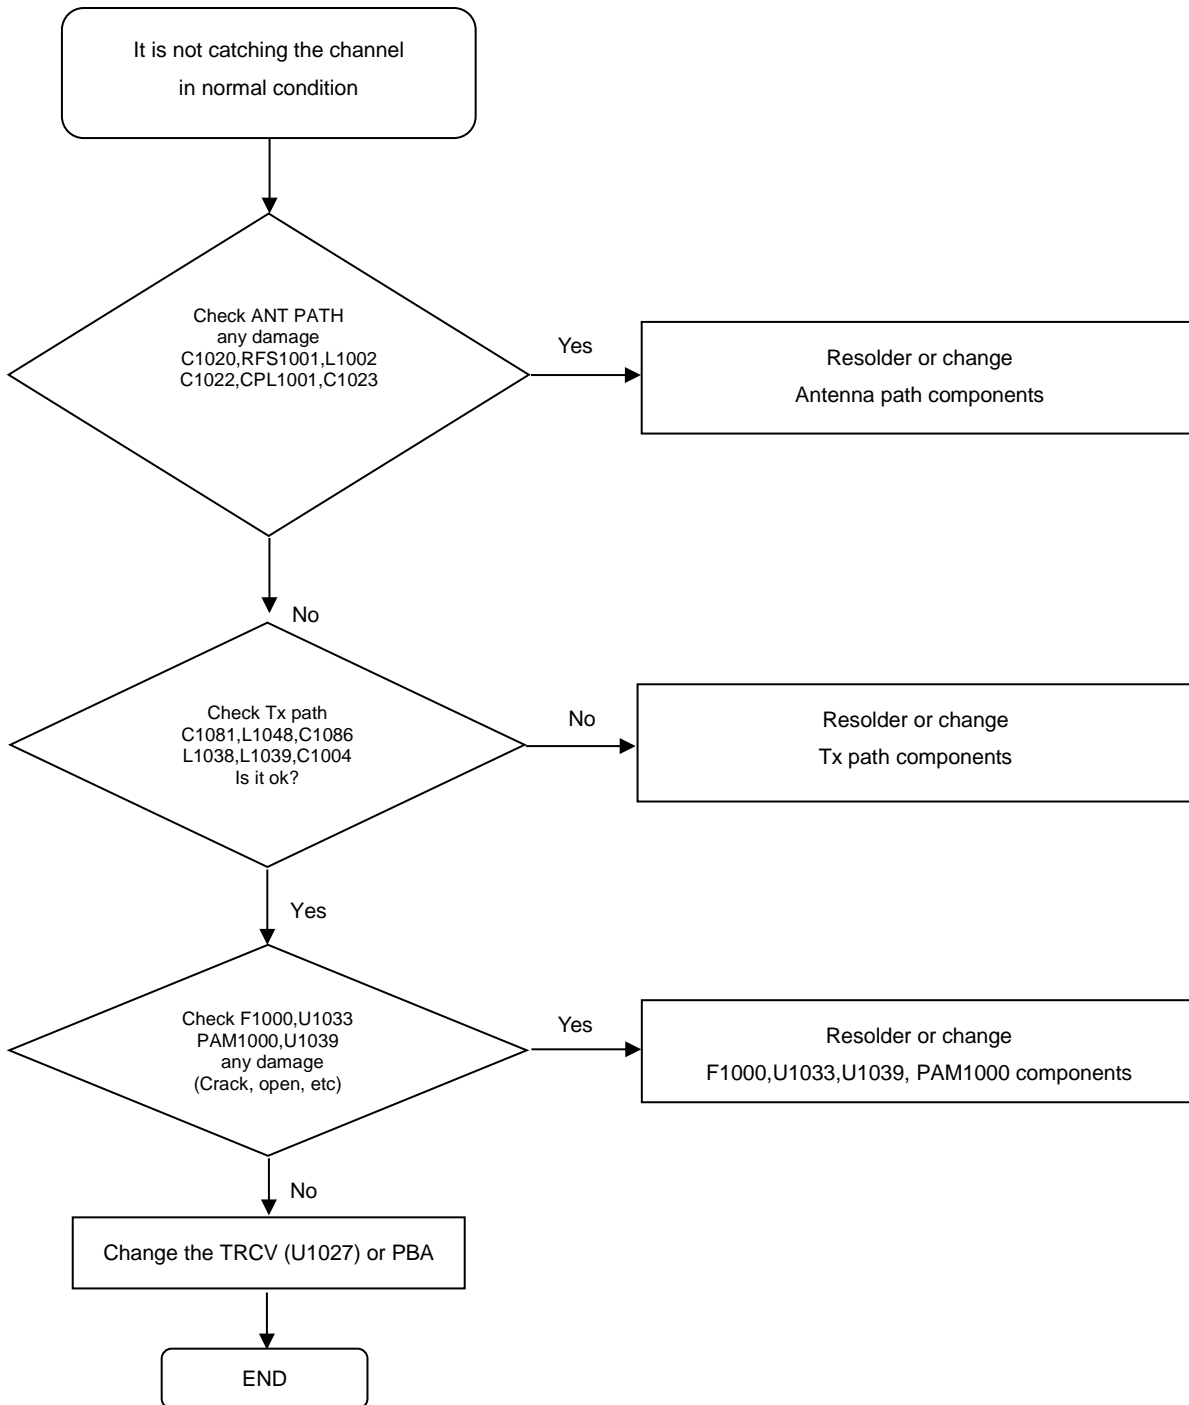 It is not catching the channel
in normal condition
Check ANT PATH
any damage
C1020,RFS1001,L1002
C1022,CPL1001,C1023
Yes
Resolder or change
Antenna path components
No
Check Tx path
C1081,L1048,C1086
L1038,L1039,C1004
Is it ok?
No
Resolder or change
Tx path components
Yes
Check F1000,U1033
PAM1000,U1039
any damage
(Crack, open, etc)
Yes
Resolder or change
F1000,U1033,U1039, PAM1000 components
No
Change the TRCV (U1027) or PBA
END